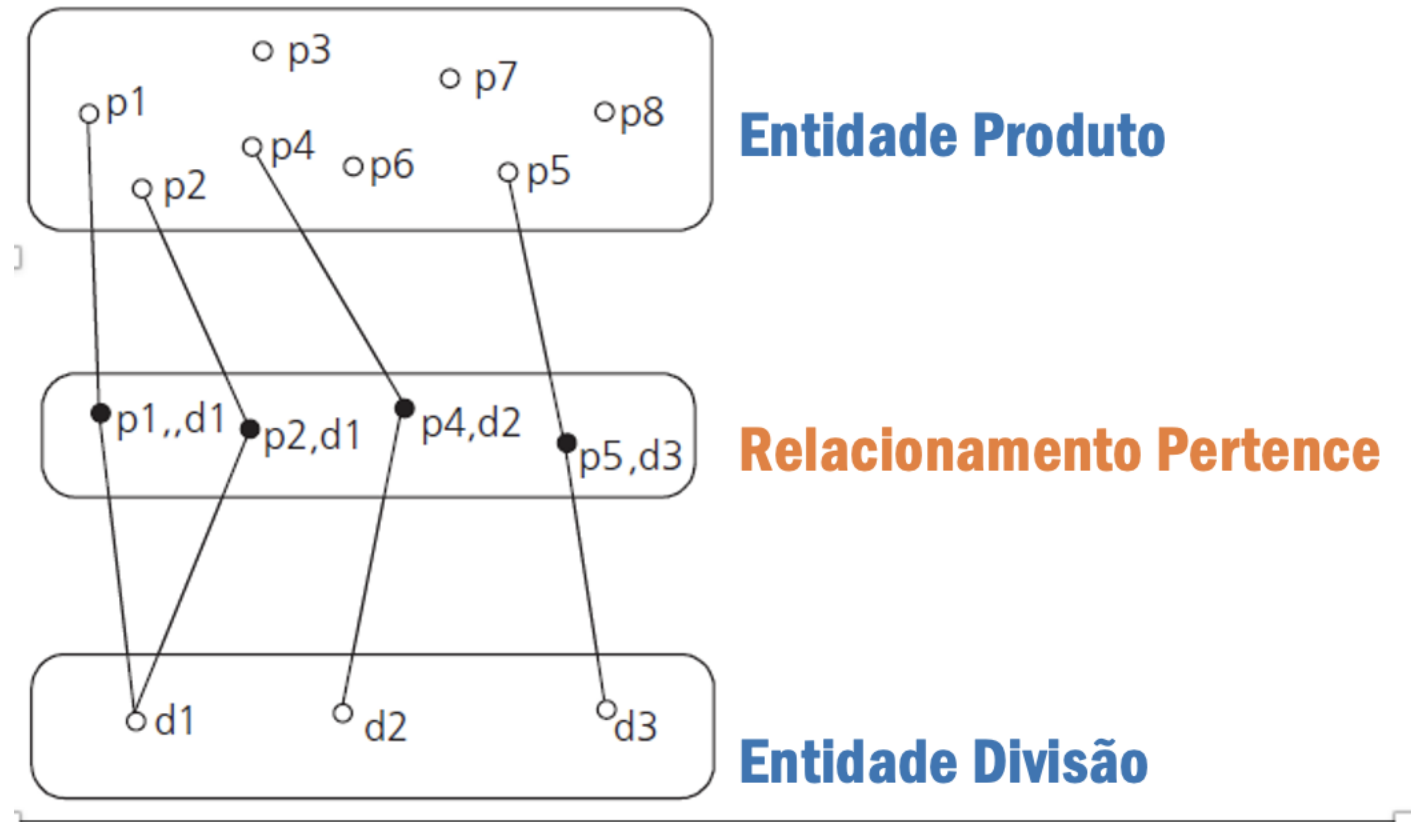 p3
p7
p1
p8
Entidade Produto
p4
p6
p5
p2
p1,,d1
p2,d1
p4,d2
p5,d3
Relacionamento Pertence
d1
d2
d3
Entidade Divisão